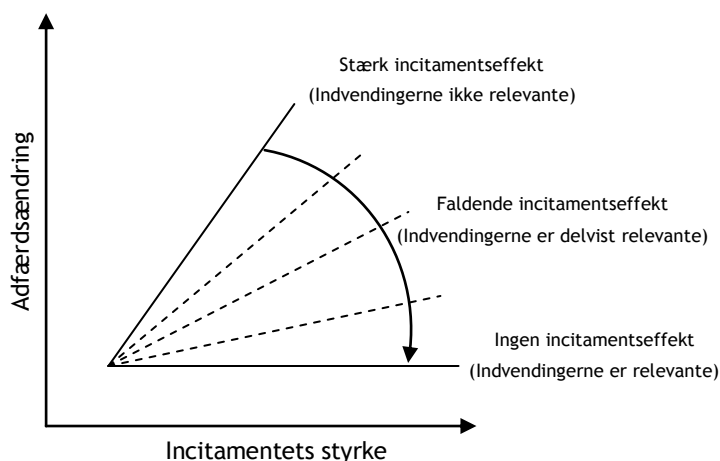 Stærk incitamentseffekt
(Indvendingerne ikke relevante)
Adfærdsændring
Faldende incitamentseffekt
(Indvendingerne er delvist relevante)
Ingen incitamentseffekt
(Indvendingerne er relevante)
Incitamentets styrke